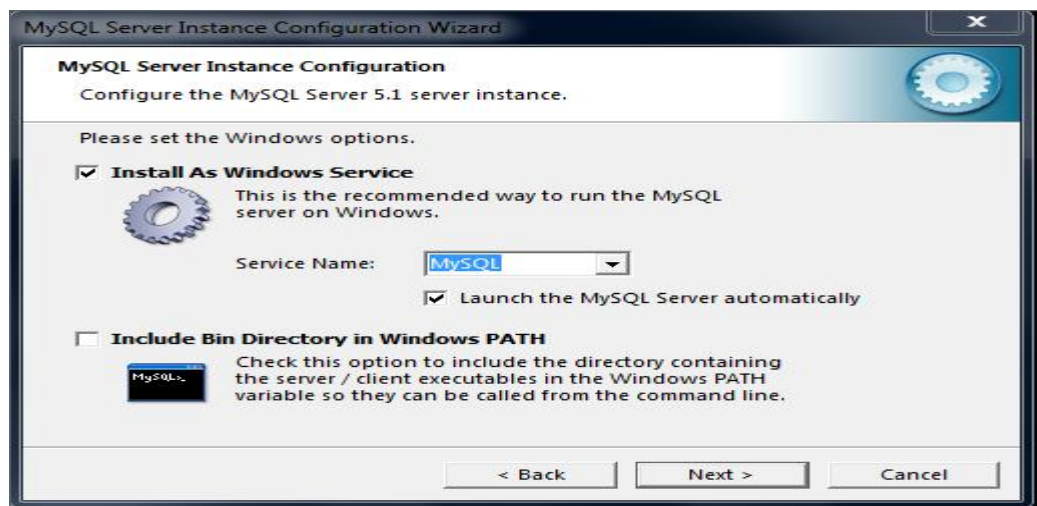 MySQL Server Instance Configuration Wizard
MySQL Server Instance Configuration
Configure the MySQL Server 5.1 server instance.
Please set the Windows options.
Install As Windows Service
This is the recommended way to run the MySQL
server on Windows.
Service Name: MySQL
Launch the MySQL Server automatically
Include Bin Directory in Windows PATH
MySQL>_
Check this option to include the directory containing
the server / client executables in the Windows PATH
variable so they can be called from the command line.
< Back Next > Cancel